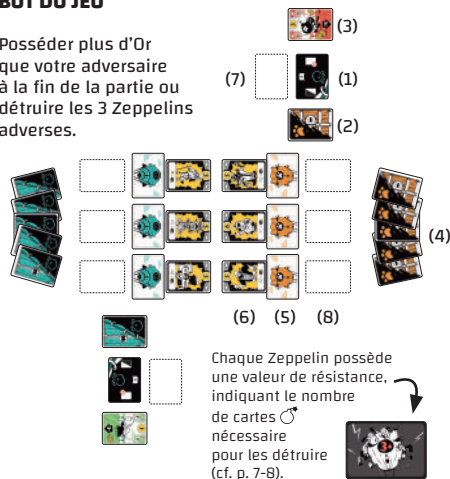 BUT DU JEU
Posséder plus d'Or
que votre adversaire
à la fin de la partie ou
détruire les 3 Zeppelins
adverses.
(3)
(7)
(1)
(2)
(4)
(6) (5) (8)
Chaque Zeppelin possède
une valeur de résistance,
indiquant le nombre
de cartes
nécessaire
pour les détruire
(cf. p. 7-8).